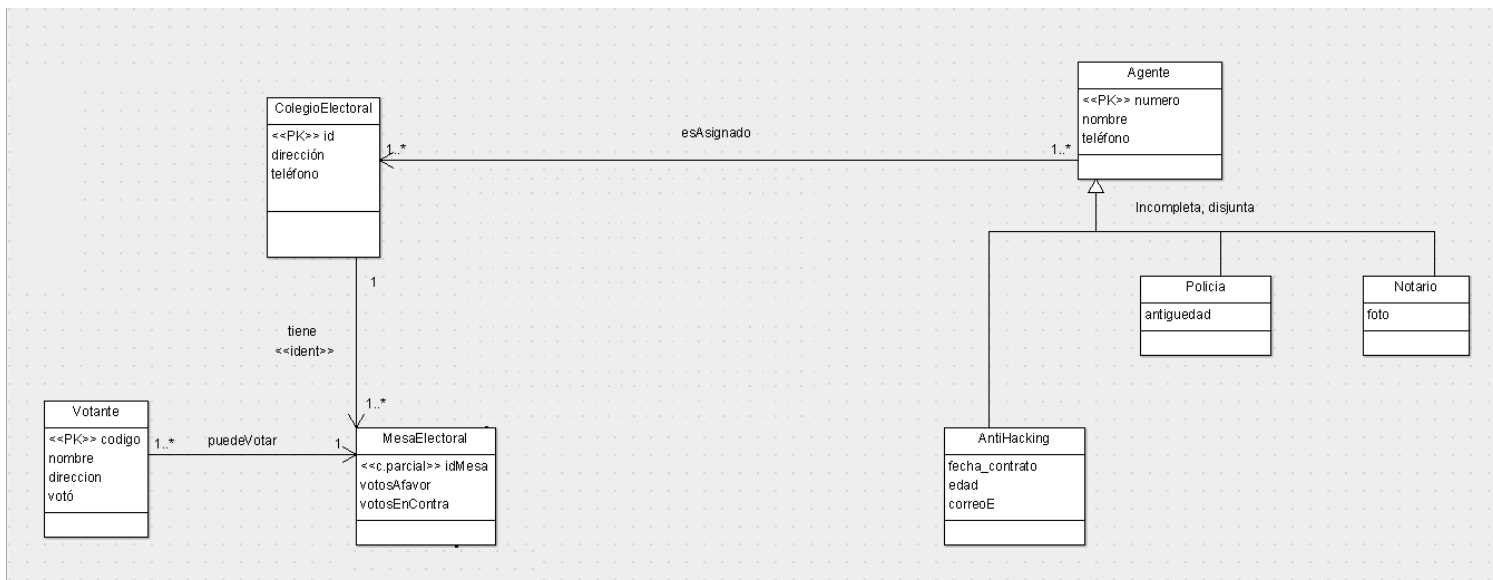 Agente
<<PK>> numero
nombre
teléfono
ColegioElectoral
<<PK>> id
dirección
teléfono
esAsignado
1..*
1..*
Incompleta, disjunta
Policia
antiguedad
Notario
foto
1
tiene
<<ident>>
1..*
Votante
<<PK>> codigo
nombre
direccion
votó
1..*
puedeVotar
1
MesaElectoral
<<c.parcial>> idMesa
votosAfavor
votosEnContra
AntiHacking
fecha_contrato
edad
correoE